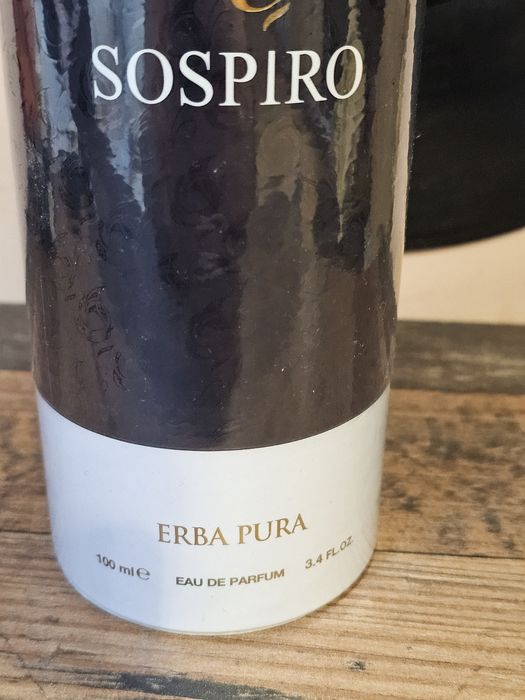 SOSPIRO
ERBA PURA
100 ml ℮ EAU DE PARFUM 3.4 FL.OZ.